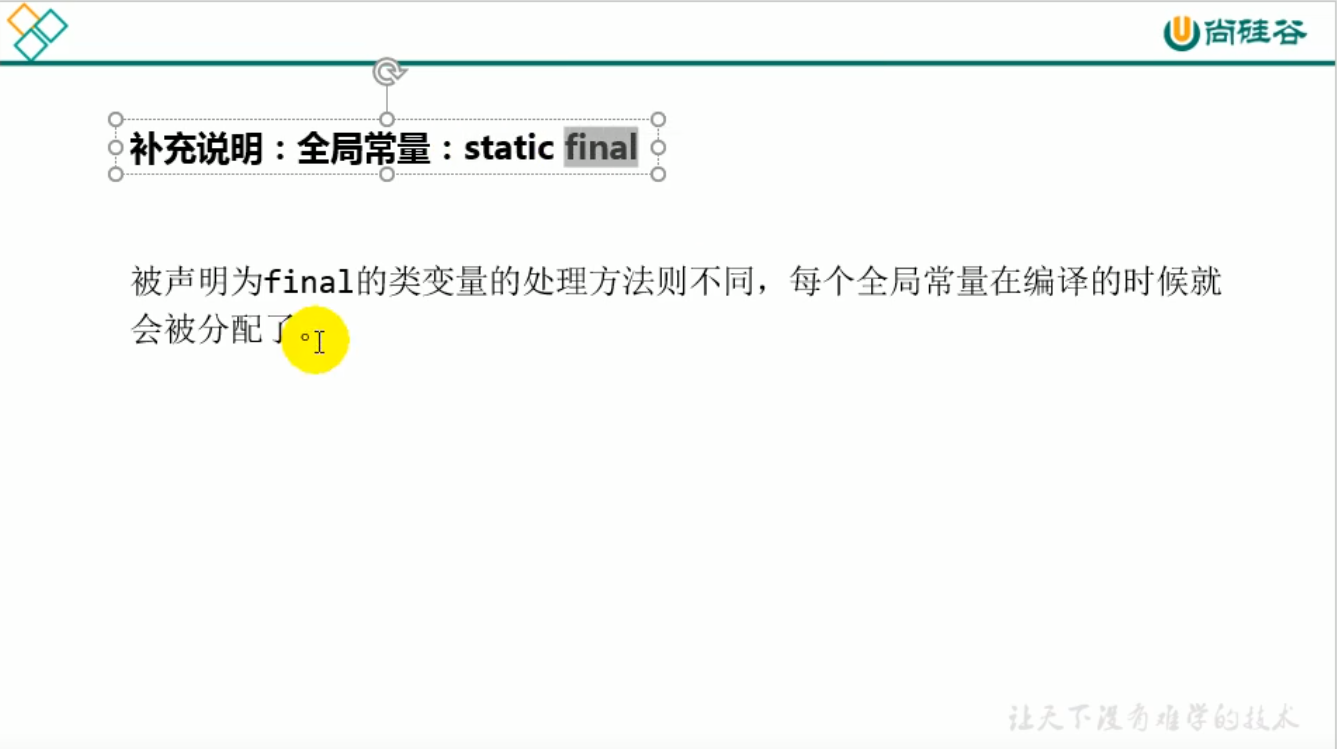 尚硅谷
补充说明：全局常量：static final
被声明为final的类变量的处理方法则不同，每个全局常量在编译的时候就
会被分配了。
让天下没有难学的技术